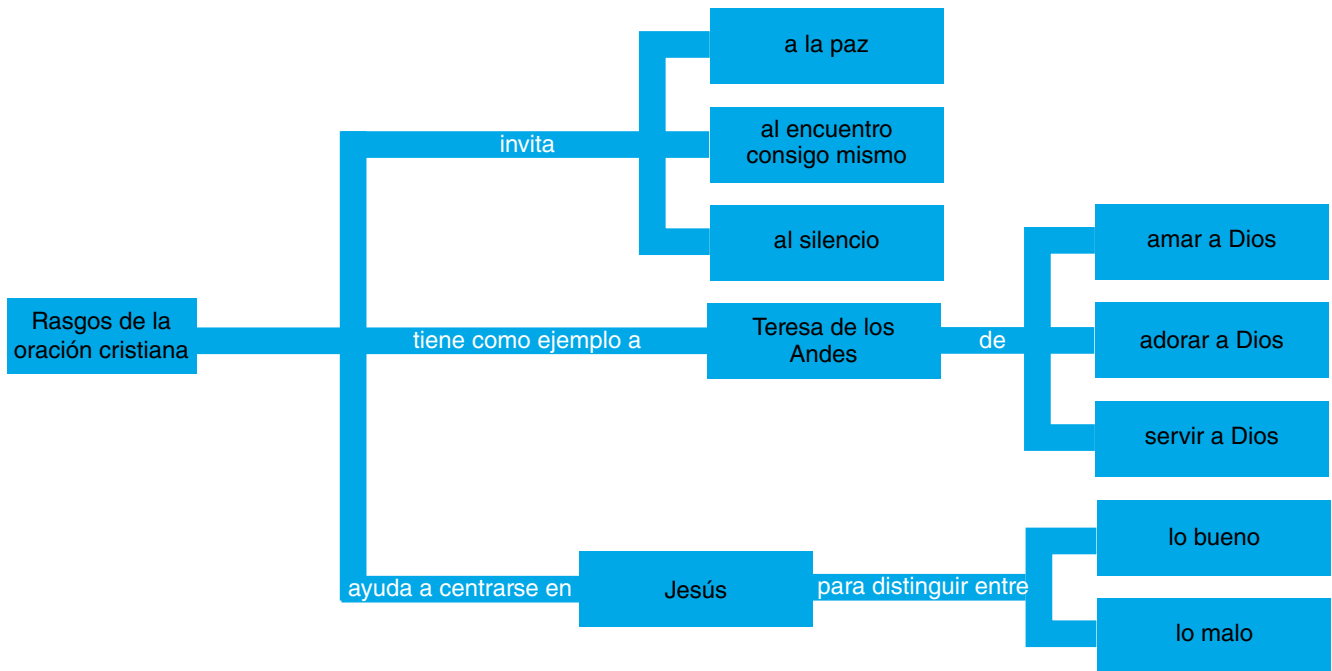 Rasgos de la
oración cristiana
invita
a la paz
al encuentro
consigo mismo
al silencio
tiene como ejemplo a
Teresa de los
Andes
de
amar a Dios
adorar a Dios
servir a Dios
ayuda a centrarse en
Jesús
para distinguir entre
lo bueno
lo malo